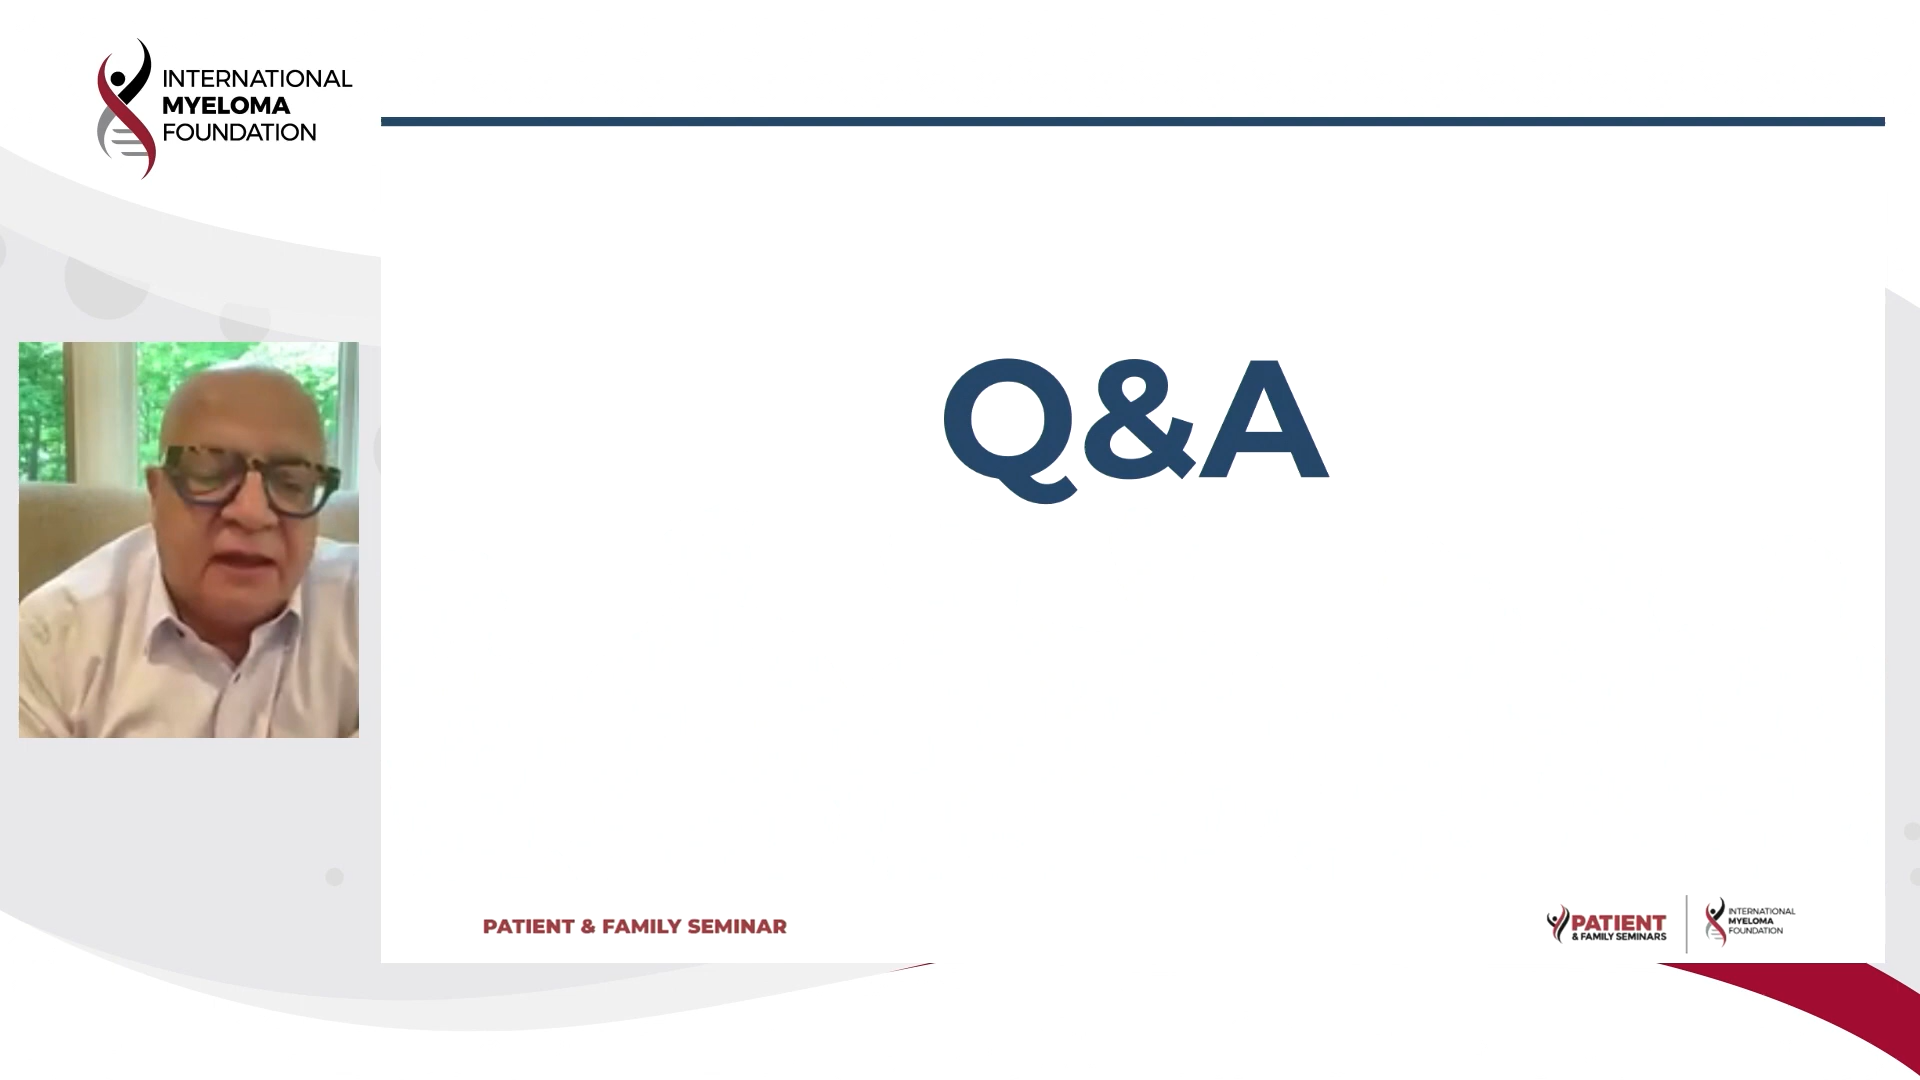 INTERNATIONAL
MYELOMA
FOUNDATION
Q&A
PATIENT & FAMILY SEMINAR
PATIENT
& FAMILY SEMINARS
INTERNATIONAL
MYELOMA
FOUNDATION